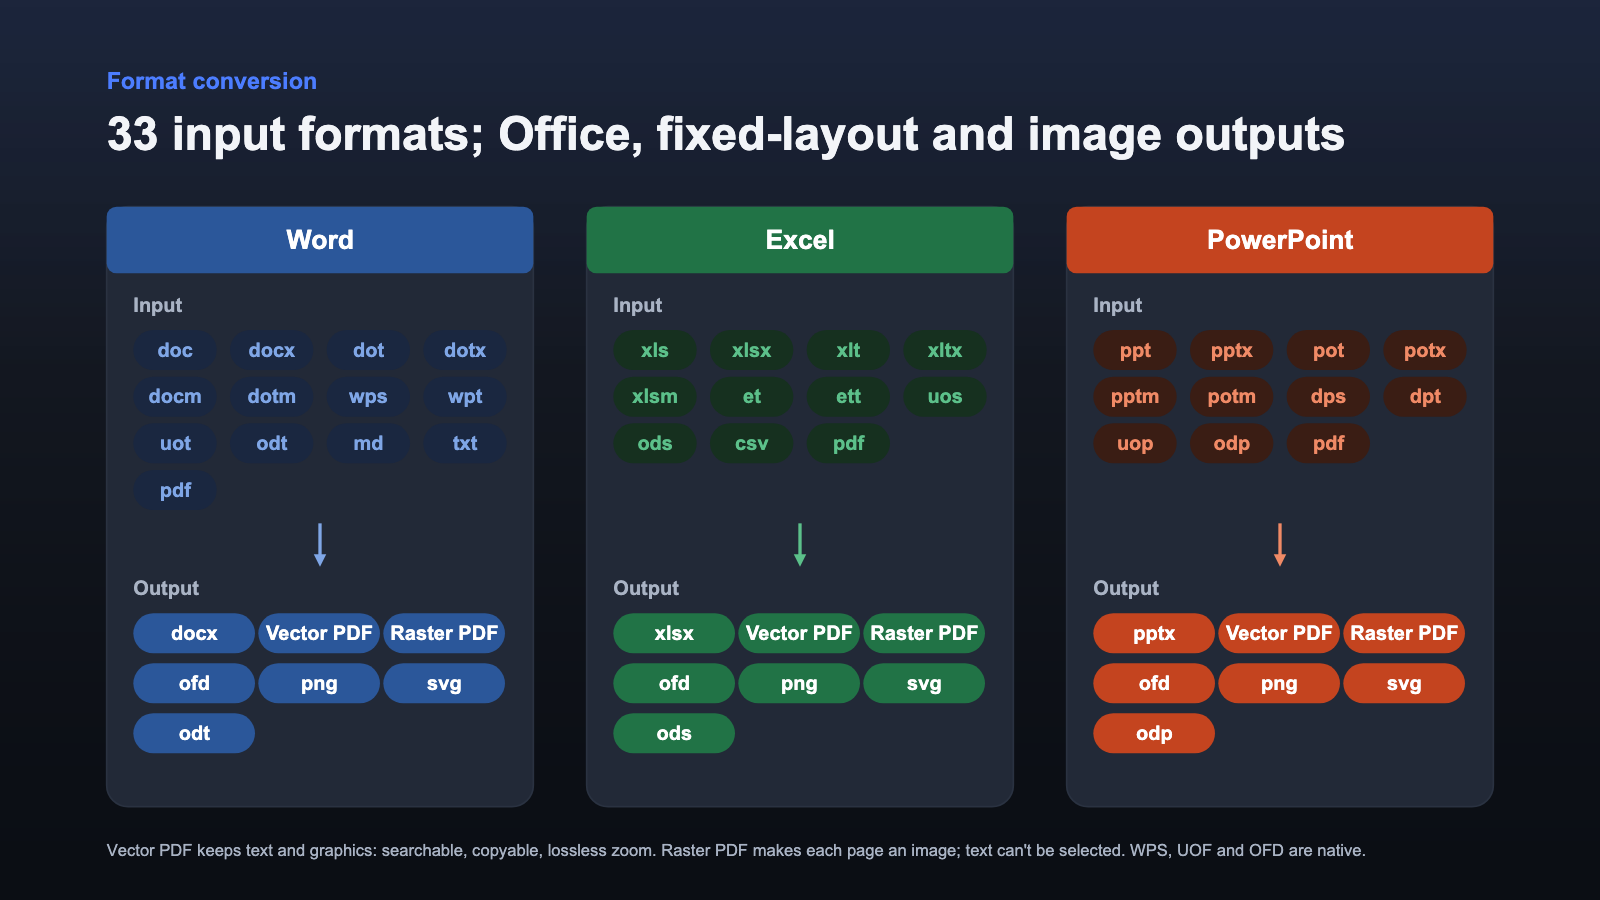 Format conversion
33 input formats; Office, fixed-layout and image outputs
Word
Input
doc docx dot dotx
docm dotm wps wpt
uot odt md txt
pdf
Output
docx Vector PDF Raster PDF
ofd png svg
odt
Excel
Input
xls xlsx xlt xltx
xlsm et ett uos
ods csv pdf
Output
xlsx Vector PDF Raster PDF
ofd png svg
ods
PowerPoint
Input
ppt pptx pot potx
pptm potm dps dpt
uop odp pdf
Output
pptx Vector PDF Raster PDF
ofd png svg
odp
Vector PDF keeps text and graphics: searchable, copyable, lossless zoom. Raster PDF makes each page an image; text can't be selected. WPS, UOF and OFD are native.